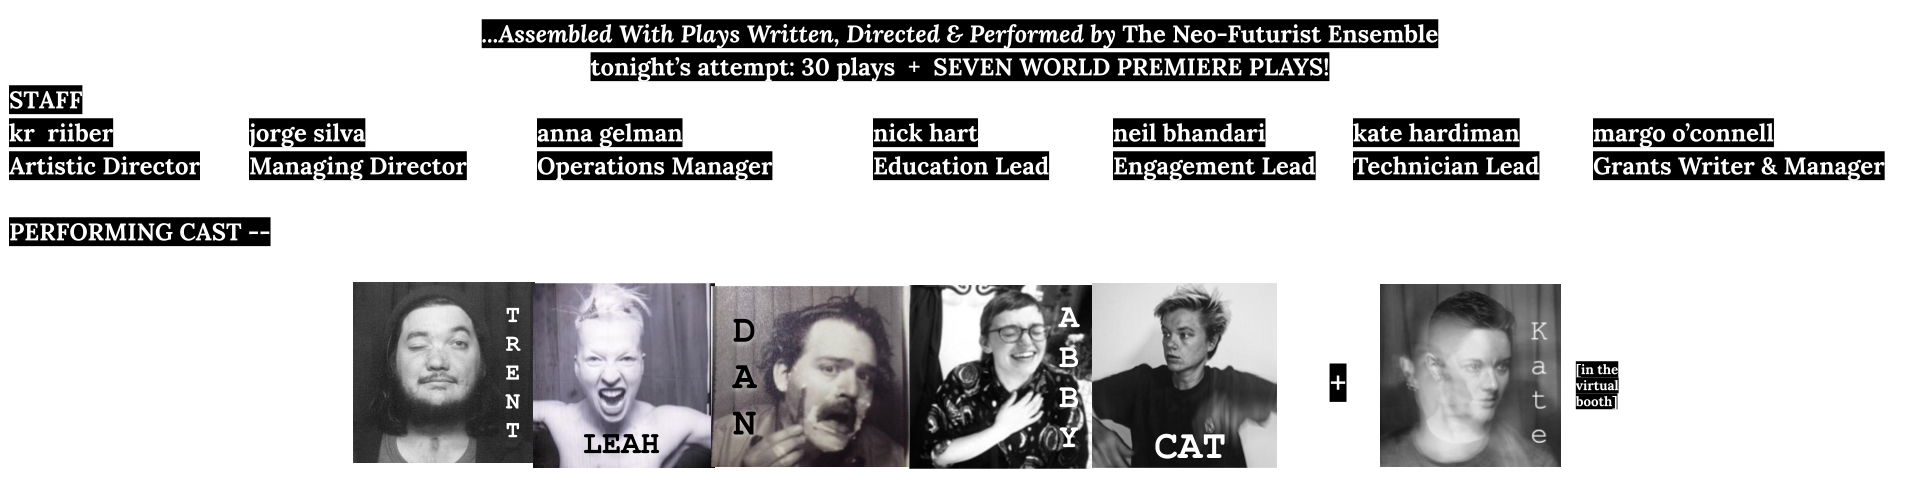 ...Assembled With Plays Written, Directed & Performed by The Neo-Futurist Ensemble
tonight's attempt: 30 plays + SEVEN WORLD PREMIERE PLAYS!
STAFF
kr riiber jorge silva anna gelman nick hart neil bhandari kate hardiman margo o'connell
Artistic Director Managing Director Operations Manager Education Lead Engagement Lead Technician Lead Grants Writer & Manager
PERFORMING CAST --
TRENT
LEAH
DAN
ABBY
CAT
+
Kate
[in the
virtual
booth]